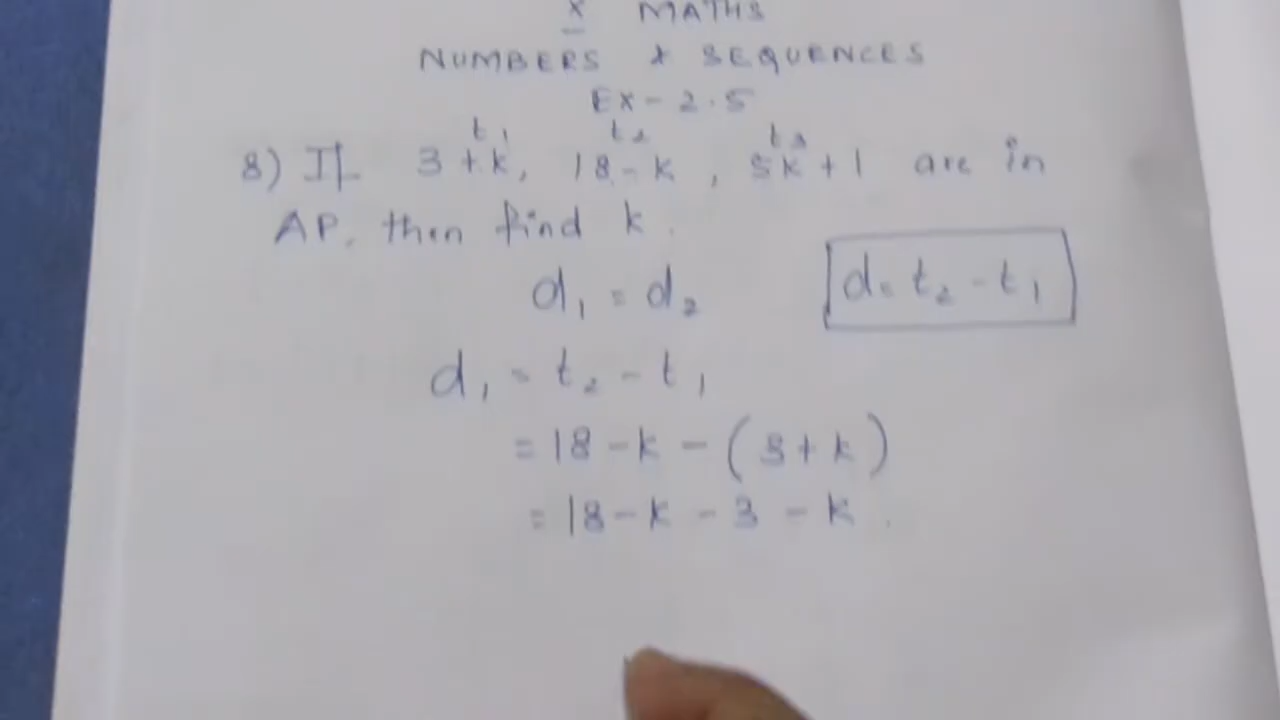 X MATHS
NUMBERS & SEQUENCES
EX - 2.5
t₁ t₂ t₃
8) If 3 + k, 18 - k, 5k + 1 are in
AP, then find k.
d₁ = d₂
d = t₂ - t₁
d₁ = t₂ - t₁
= 18 - k - (3 + k)
= 18 - k - 3 - k